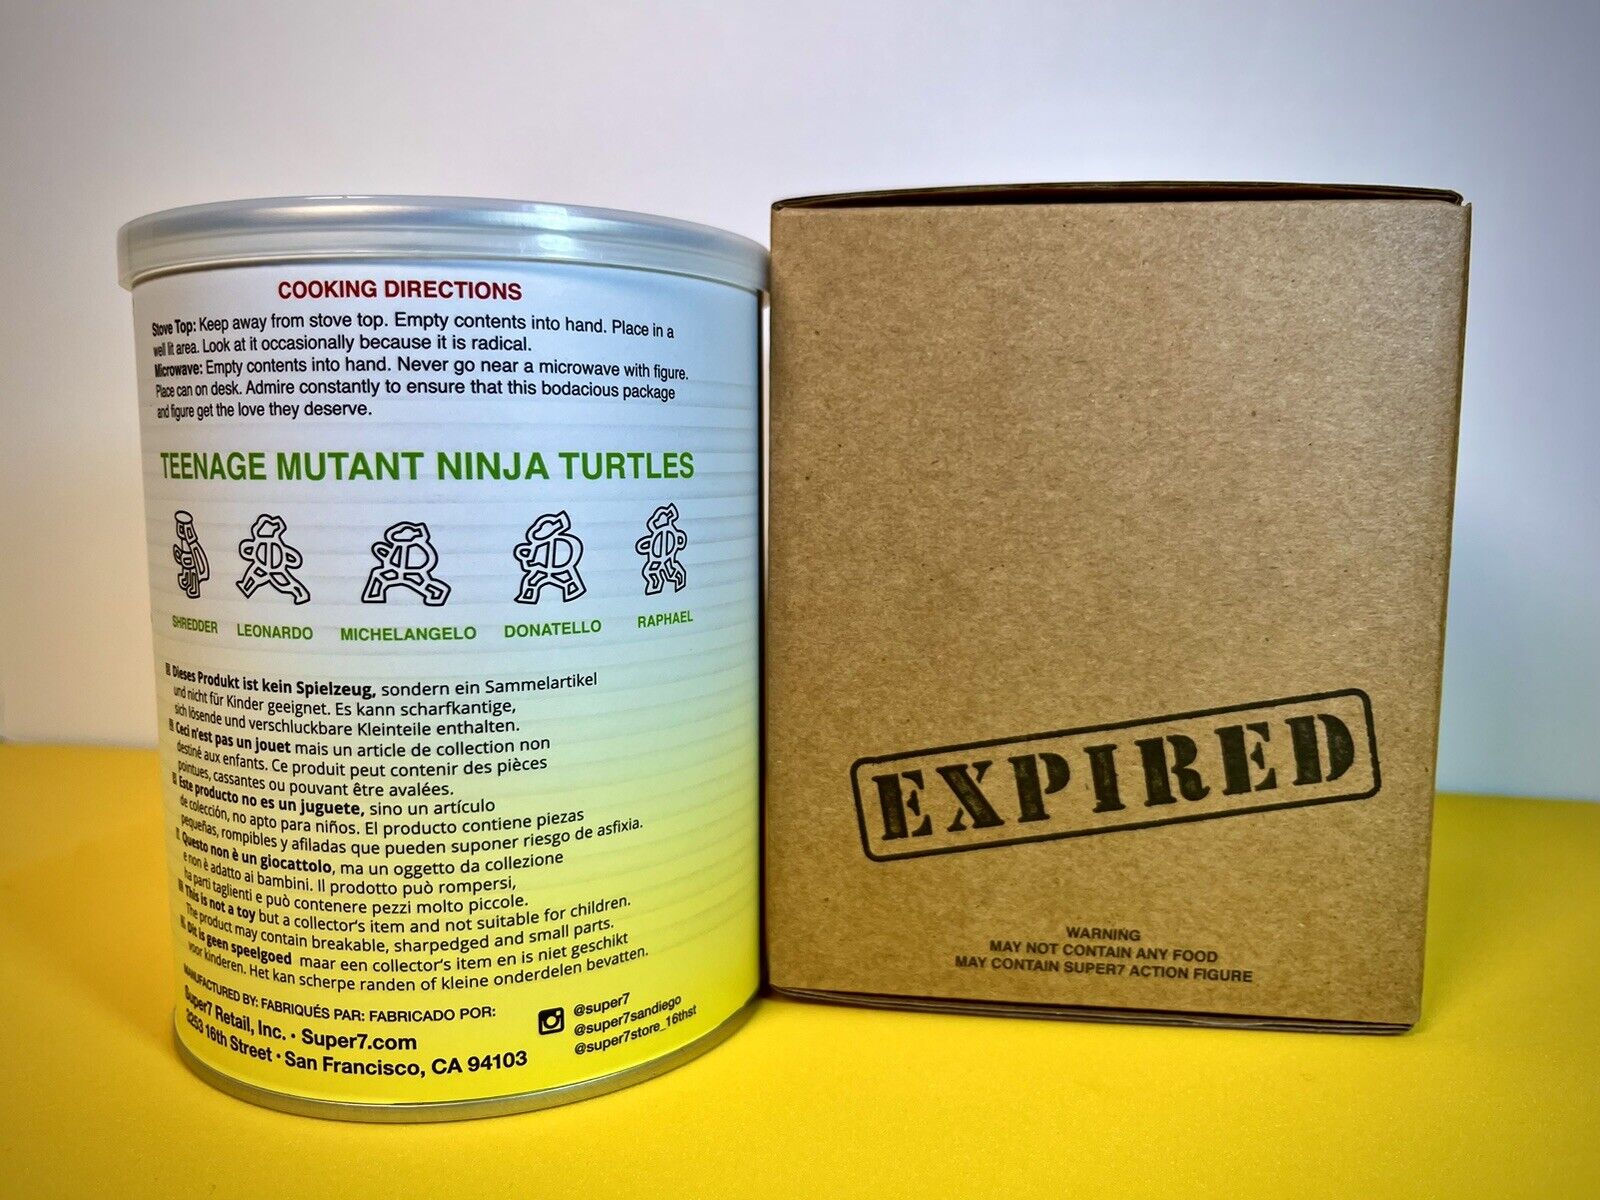 COOKING DIRECTIONS
Stove Top: Keep away from stove top. Empty contents into hand. Place in a
well lit area. Look at it occasionally because it is radical.
Microwave: Empty contents into hand. Never go near a microwave with figure.
Place can on desk. Admire constantly to ensure that this bodacious package
and figure get the love they deserve.
TEENAGE MUTANT NINJA TURTLES
SHREDDER LEONARDO MICHELANGELO DONATELLO RAPHAEL
Dieses Produkt ist kein Spielzeug, sondern ein Sammelartikel
und nicht für Kinder geeignet. Es kann scharfkantige,
sich lösende und verschluckbare Kleinteile enthalten.
Ceci n'est pas un jouet mais un article de collection non
destiné aux enfants. Ce produit peut contenir des pièces
pointues, cassantes ou pouvant être avalées.
Este producto no es un juguete, sino un artículo
de colección, no apto para niños. El producto contiene piezas
pequeñas, rompibles y afiladas que pueden suponer riesgo de asfixia.
Questo non è un giocattolo, ma un oggetto da collezione
e non è adatto ai bambini. Il prodotto può rompersi,
ha parti taglienti e può contenere pezzi molto piccole.
This is not a toy but a collector's item and not suitable for children.
The product may contain breakable, sharpedged and small parts.
Dit is geen speelgoed maar een collector's item en is niet geschikt
voor kinderen. Het kan scherpe randen of kleine onderdelen bevatten.
MANUFACTURED BY: FABRIQUÉS PAR: FABRICADO POR:
Super7 Retail, Inc. • Super7.com
3253 16th Street • San Francisco, CA 94103
@super7
@super7sandiego
@super7store_16thst
EXPIRED
WARNING
MAY NOT CONTAIN ANY FOOD
MAY CONTAIN SUPER7 ACTION FIGURE